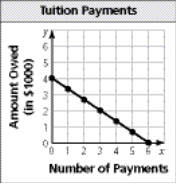 Tuition Payments
y
6
5
4
3
2
1
0
0 1 2 3 4 5 6 x
Amount Owed
(in $1000)
Number of Payments